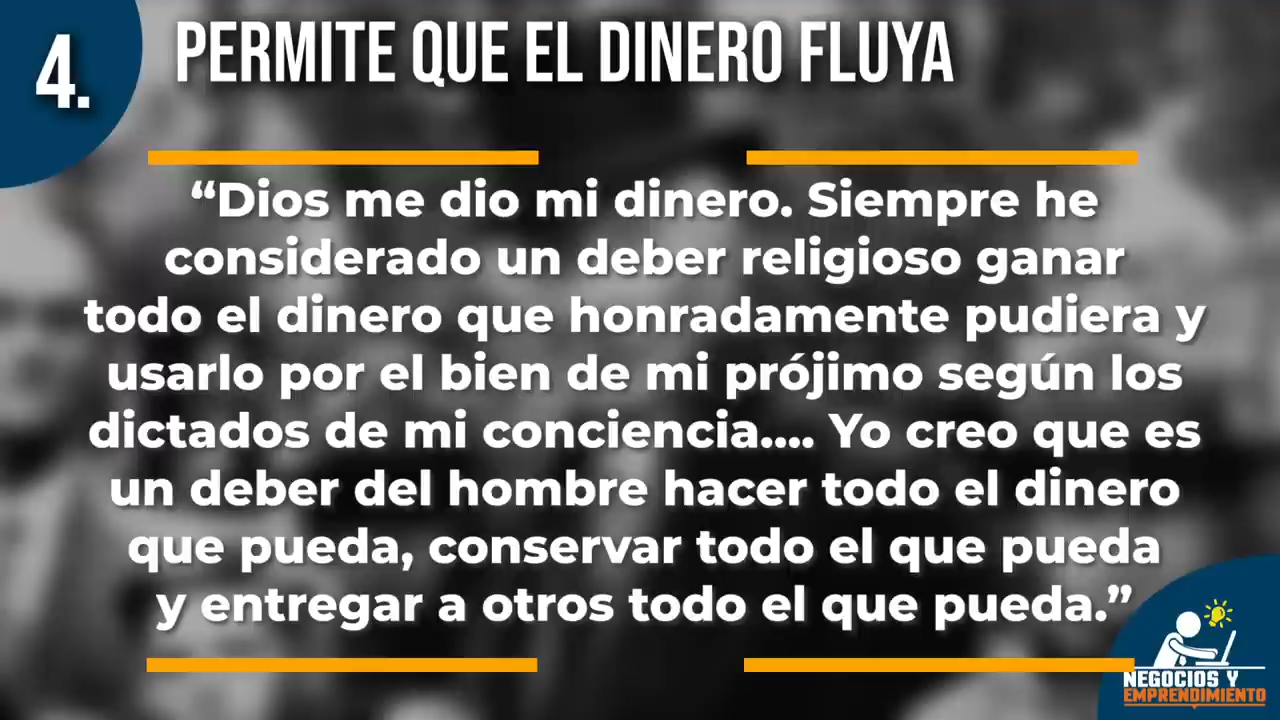 4.
PERMITE QUE EL DINERO FLUYA
“Dios me dio mi dinero. Siempre he
considerado un deber religioso ganar
todo el dinero que honradamente pudiera y
usarlo por el bien de mi prójimo según los
dictados de mi conciencia.... Yo creo que es
un deber del hombre hacer todo el dinero
que pueda, conservar todo el que pueda
y entregar a otros todo el que pueda.”
NEGOCIOS Y
EMPRENDIMIENTO